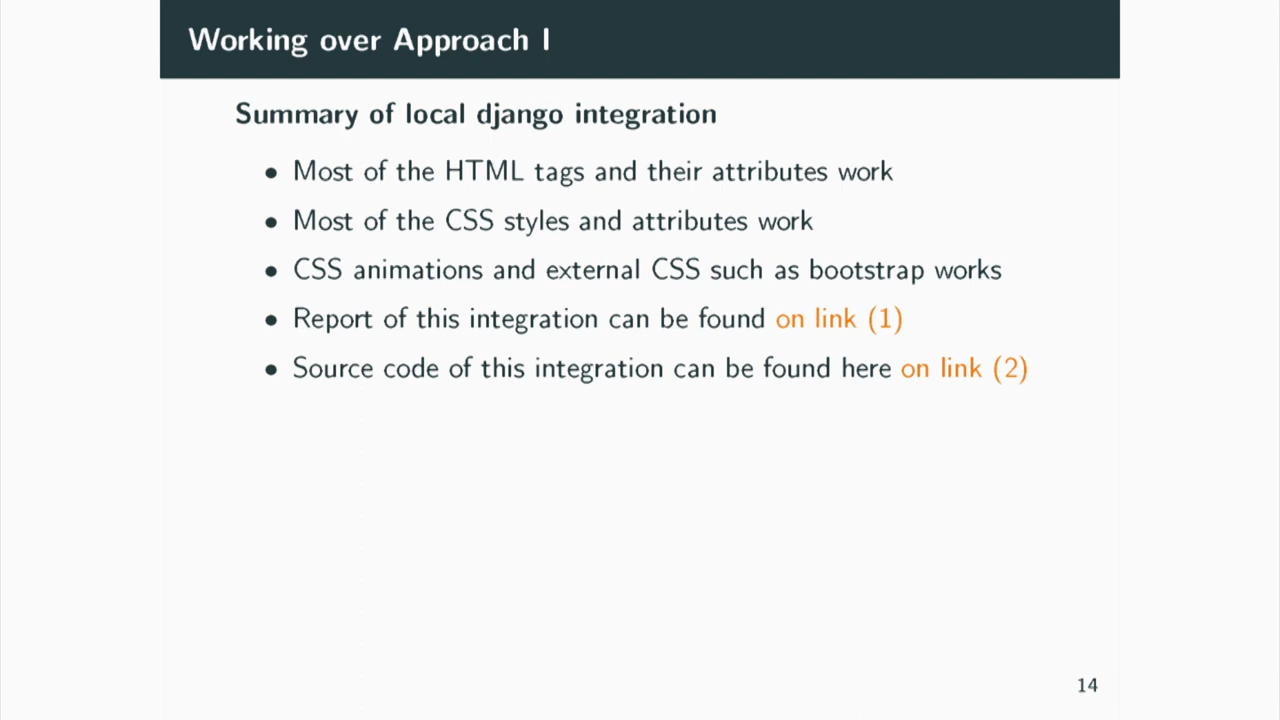 Working over Approach I
Summary of local django integration
• Most of the HTML tags and their attributes work
• Most of the CSS styles and attributes work
• CSS animations and external CSS such as bootstrap works
• Report of this integration can be found on link (1)
• Source code of this integration can be found here on link (2)
14